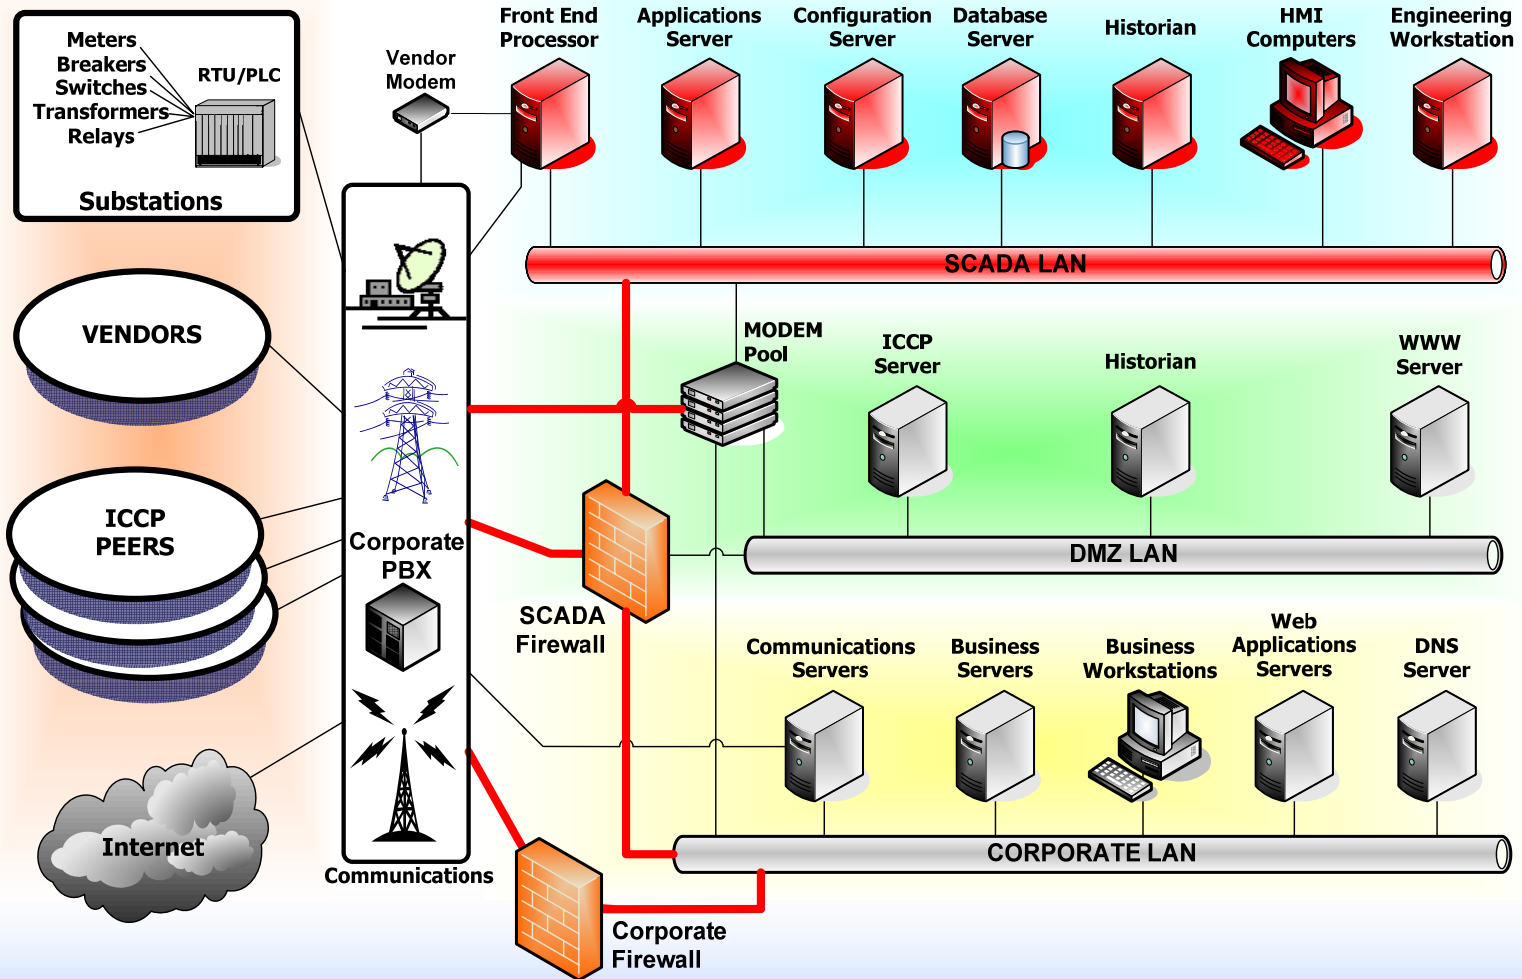 Meters
Breakers
Switches
Transformers
Relays
RTU/PLC
Substations
Vendor
Modem
Front End
Processor
Applications
Server
Configuration
Server
Database
Server
Historian
HMI
Computers
Engineering
Workstation
SCADA LAN
VENDORS
MODEM
Pool
ICCP
Server
Historian
WWW
Server
ICCP
PEERS
Corporate
PBX
DMZ LAN
SCADA
Firewall
Communications
Servers
Business
Servers
Business
Workstations
Web
Applications
Servers
DNS
Server
Internet
Communications
CORPORATE LAN
Corporate
Firewall